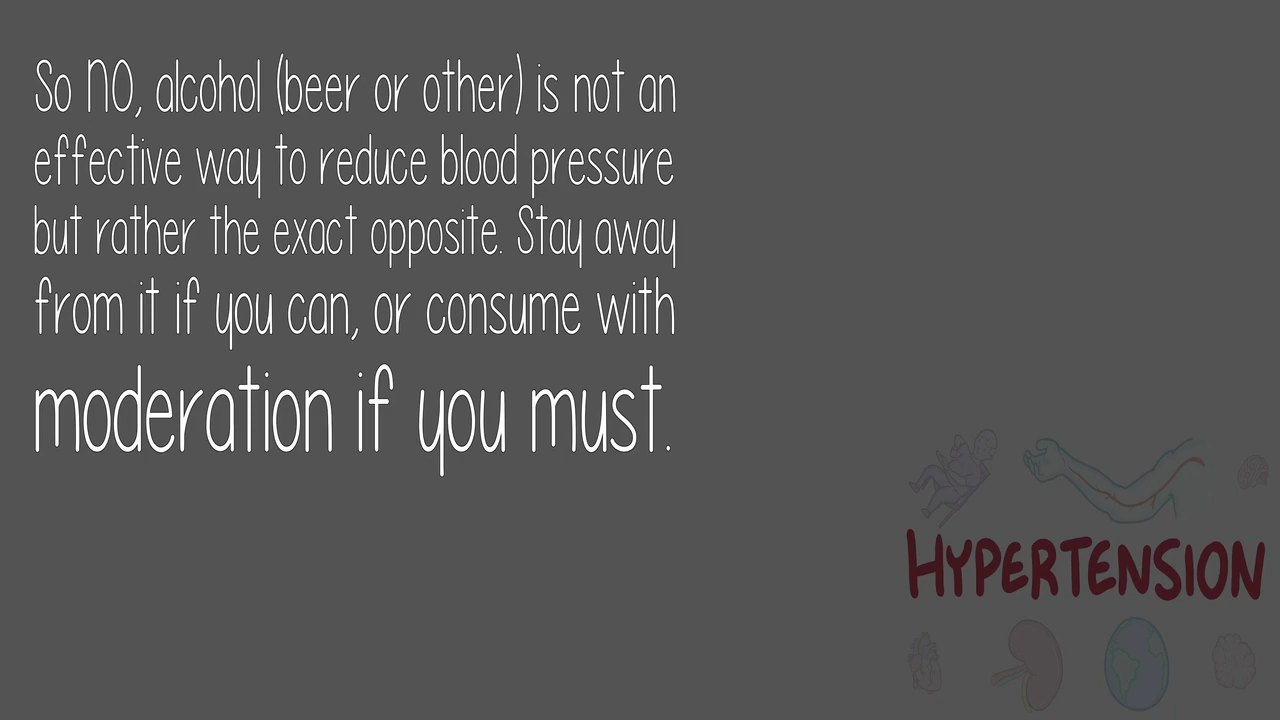 So NO, alcohol (beer or other) is not an
effective way to reduce blood pressure
but rather the exact opposite. Stay away
from it if you can, or consume with
moderation if you must.
HYPERTENSION